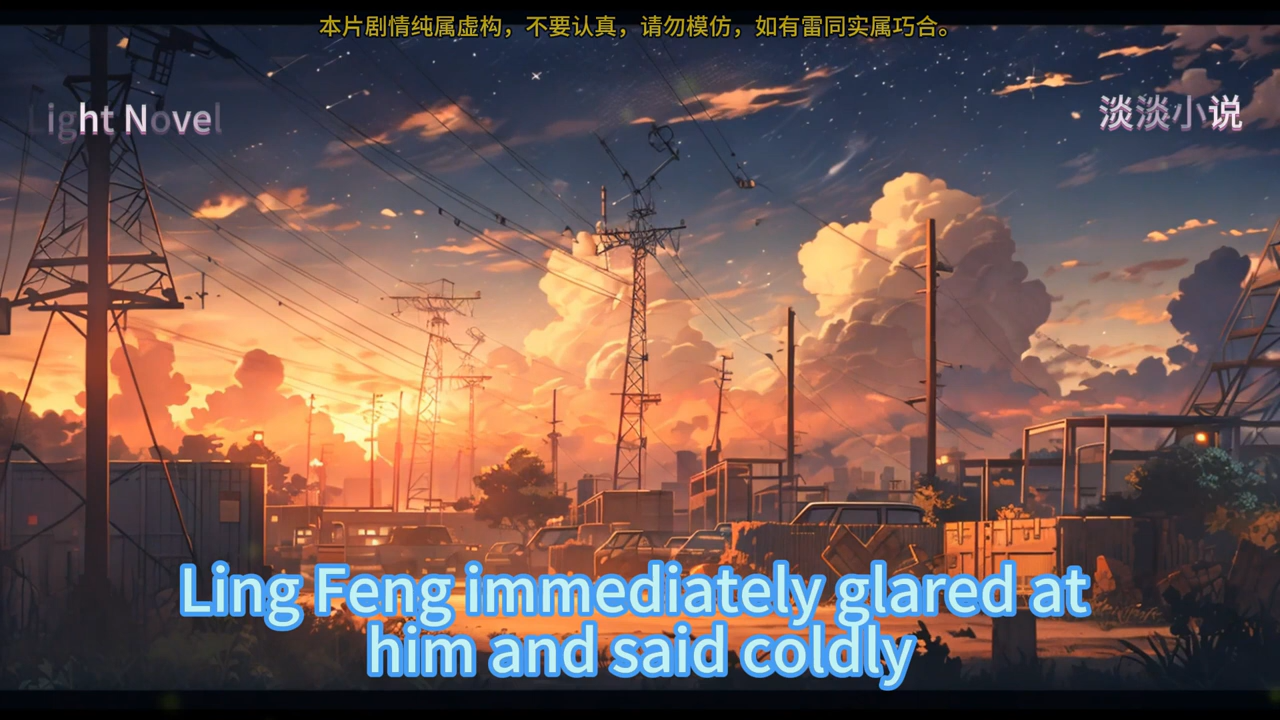 本片剧情纯属虚构，不要认真，请勿模仿，如有雷同实属巧合。
Light Novel
淡淡小说
Ling Feng immediately glared at
him and said coldly